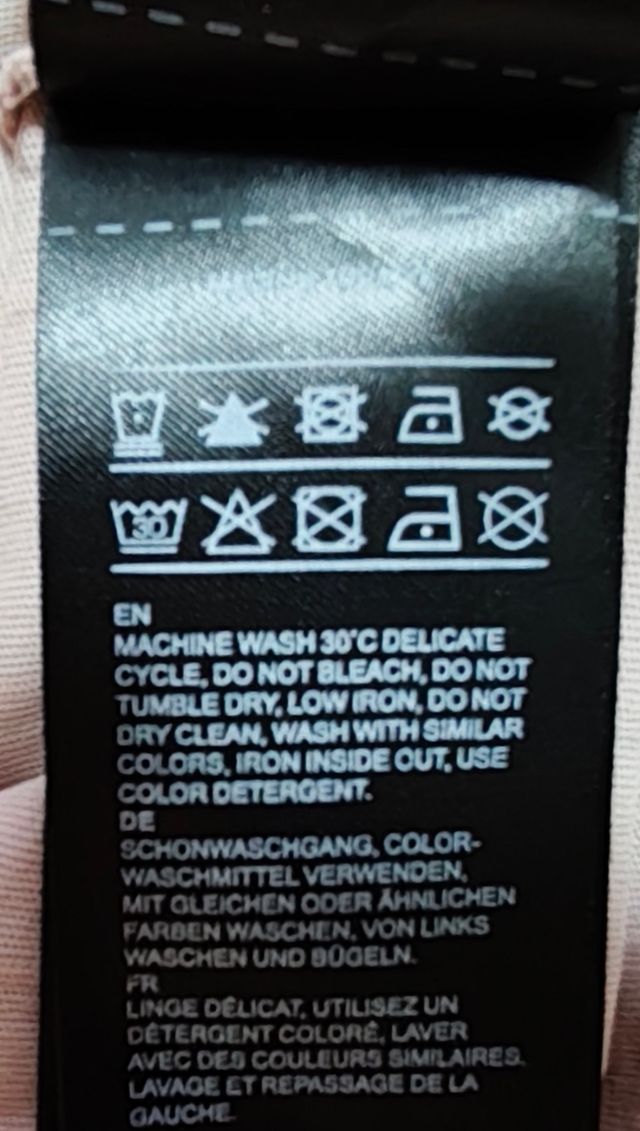 30
EN
MACHINE WASH 30°C DELICATE
CYCLE, DO NOT BLEACH, DO NOT
TUMBLE DRY, LOW IRON, DO NOT
DRY CLEAN, WASH WITH SIMILAR
COLORS, IRON INSIDE OUT, USE
COLOR DETERGENT.
DE
SCHONWASCHGANG, COLOR-
WASCHMITTEL VERWENDEN,
MIT GLEICHEN ODER ÄHNLICHEN
FARBEN WASCHEN, VON LINKS
WASCHEN UND BÜGELN.
FR
LINGE DÉLICAT, UTILISEZ UN
DÉTERGENT COLORÉ, LAVER
AVEC DES COULEURS SIMILAIRES.
LAVAGE ET REPASSAGE DE LA
GAUCHE.